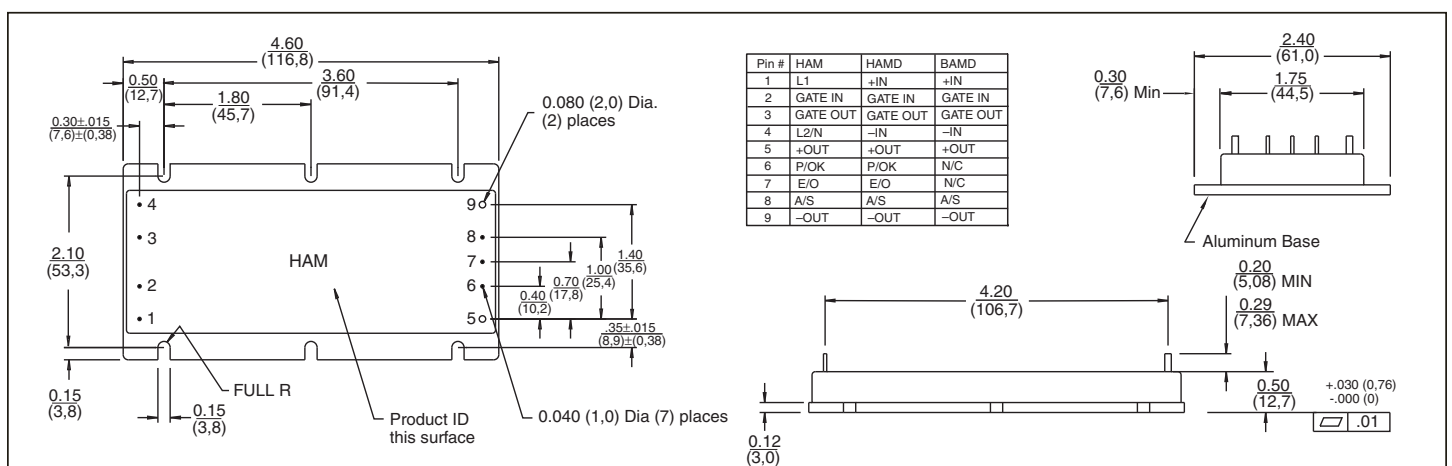 4.60
(116,8)
0.50
(12,7)
3.60
(91,4)
1.80
(45,7)
0.30±.015
(7,6)±(0,38)
0.080 (2,0) Dia.
(2) places
4
3
2
1
HAM
9
8
7
6
5
2.10
(53,3)
1.40
(35,6)
1.00
(25,4)
0.70
(17,8)
0.40
(10,2)
.35±.015
(8,9)±(0,38)
0.15
(3,8)
0.15
(3,8)
FULL R
Product ID
this surface
0.040 (1,0) Dia (7) places
Pin # HAM HAMD BAMD
1 L1 +IN +IN
2 GATE IN GATE IN GATE IN
3 GATE OUT GATE OUT GATE OUT
4 L2/N –IN –IN
5 +OUT +OUT +OUT
6 P/OK P/OK N/C
7 E/O E/O N/C
8 A/S A/S A/S
9 –OUT –OUT –OUT
2.40
(61,0)
0.30
(7,6) Min
1.75
(44,5)
Aluminum Base
0.20
(5,08) MIN
0.29
(7,36) MAX
4.20
(106,7)
0.50
(12,7)
+.030 (0,76)
-.000 (0)
.01
0.12
(3,0)